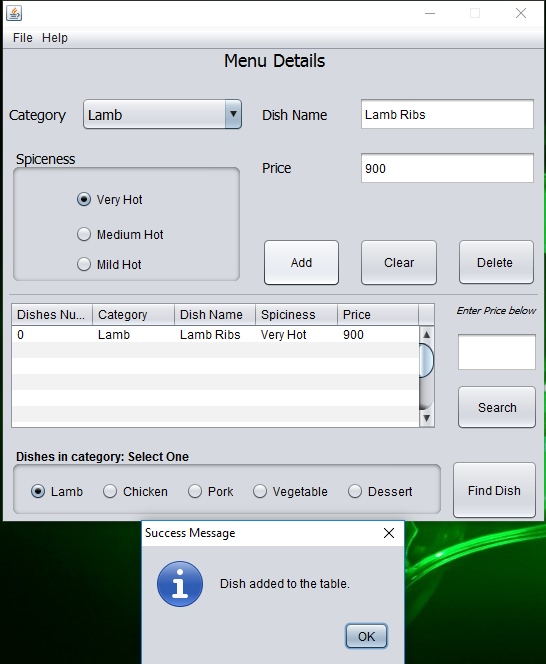 File Help
Menu Details
Category Lamb Dish Name Lamb Ribs
Spiceness
Price 900
Very Hot
Medium Hot
Mild Hot
Add Clear Delete
Dishes Nu... Category Dish Name Spiciness Price
0 Lamb Lamb Ribs Very Hot 900
Enter Price below
Search
Dishes in category: Select One
Lamb Chicken Pork Vegetable Dessert
Find Dish
Success Message
Dish added to the table.
OK